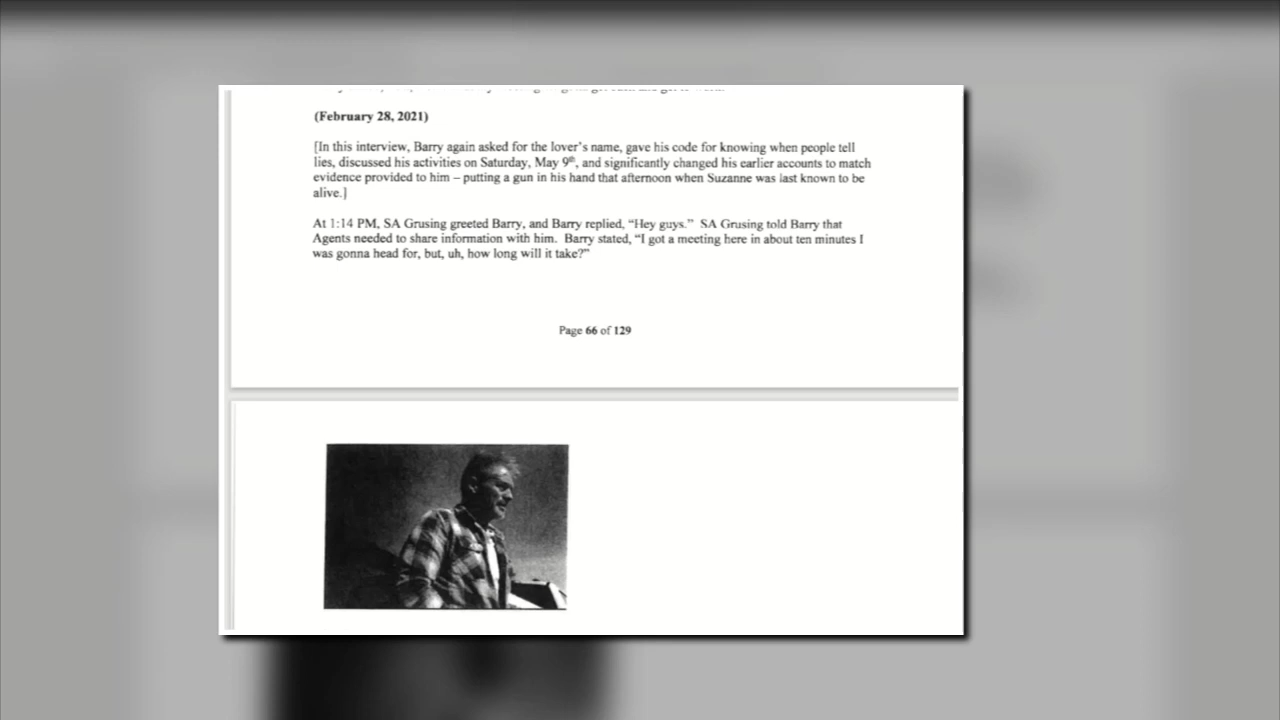 (February 28, 2021)
[In this interview, Barry again asked for the lover's name, gave his code for knowing when people tell
lies, discussed his activities on Saturday, May 9th, and significantly changed his earlier accounts to match
evidence provided to him – putting a gun in his hand that afternoon when Suzanne was last known to be
alive.]
At 1:14 PM, SA Grusing greeted Barry, and Barry replied, “Hey guys.” SA Grusing told Barry that
Agents needed to share information with him. Barry stated, “I got a meeting here in about ten minutes I
was gonna head for, but, uh, how long will it take?”
Page 66 of 129